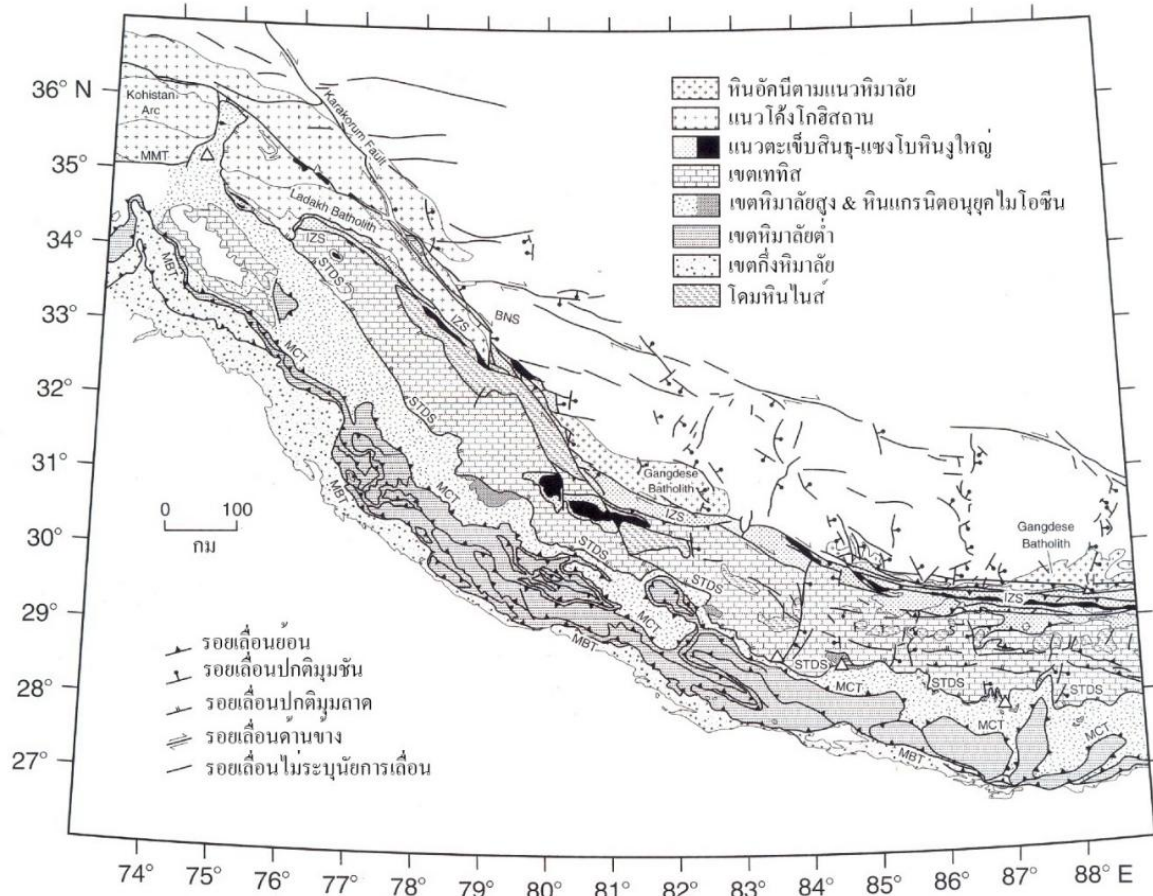 36° N
35°
34°
33°
32°
31°
30°
29°
28°
27°
Kohistan
Arc
MMT
Karakorum Fault
Ladakh Batholith
IZS
STDS
MBT
IZS
BNS
MCT
STDS
MCT
MBT
Gangdese
Batholith
IZS
STDS
STDS
MCT
MBT
Gangdese
Batholith
IZS
STDS
MCT
STDS
STDS
MCT
MCT
MBT
หินอัคนีตามแนวหิมาลัย
แนวโค้งโกฮิสถาน
แนวตะเข็บสินธุ-แซงโบหินงูใหญ่
เขตเททิส
เขตหิมาลัยสูง & หินแกรนิตอนุยุคไมโอซีน
เขตหิมาลัยต่ำ
เขตกึ่งหิมาลัย
โดมหินไนส์
0 100
กม
รอยเลื่อนย้อน
รอยเลื่อนปกติมุมชัน
รอยเลื่อนปกติมุมลาด
รอยเลื่อนด้านข้าง
รอยเลื่อนไม่ระบุนัยการเลื่อน
74° 75° 76° 77° 78° 79° 80° 81° 82° 83° 84° 85° 86° 87° 88° E